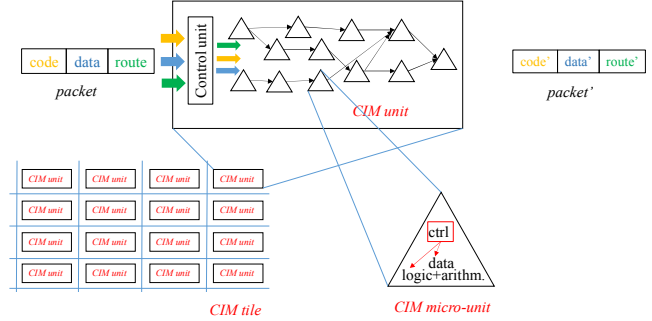 code data route
packet
Control unit
CIM unit
code' data' route'
packet'
CIM unit CIM unit CIM unit CIM unit
CIM unit CIM unit CIM unit CIM unit
CIM unit CIM unit CIM unit CIM unit
CIM unit CIM unit CIM unit CIM unit
CIM tile
ctrl
data
logic+arithm.
CIM micro-unit